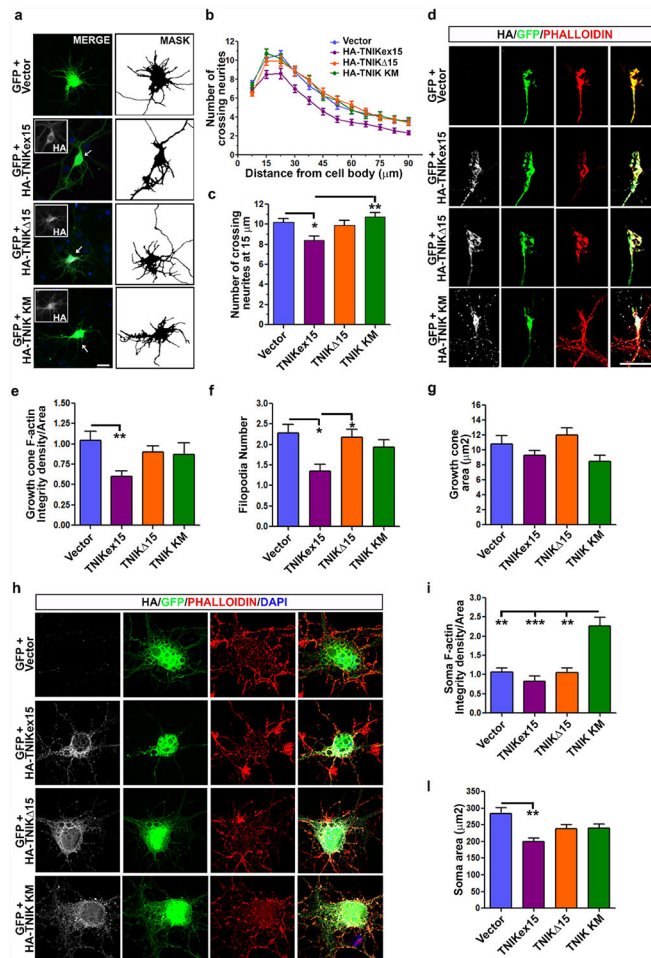 a
MERGE
MASK
GFP +
Vector
GFP +
HA-TNIKex15
HA
GFP +
HA-TNIKΔ15
HA
GFP +
HA-TNIK KM
HA
b
Number of
crossing neurites
13
12
10
8
6
4
2
0
0 10 20 30 40 50 60 70 80 90
Distance from cell body (μm)
Vector
HA-TNIKex15
HA-TNIKΔ15
HA-TNIK KM
c
Number of crossing
neurites at 15 μm
12
10
8
6
4
2
0
*
**
Vector
TNIKex15
TNIKΔ15
TNIK KM
d
HA/GFP/PHALLOIDIN
GFP +
Vector
GFP +
HA-TNIKex15
GFP +
HA-TNIKΔ15
GFP +
HA-TNIK KM
e
Growth cone F-actin
Integrity density/Area
1.25
1.00
0.75
0.50
0.25
0.00
**
Vector
TNIKex15
TNIKΔ15
TNIK KM
f
Filopodia Number
2.5
2.0
1.5
1.0
0.5
0.0
*
*
Vector
TNIKex15
TNIKΔ15
TNIK KM
g
Growth cone
area (μm2)
16
14
12
10
8
6
4
2
0
Vector
TNIKex15
TNIKΔ15
TNIK KM
h
HA/GFP/PHALLOIDIN/DAPI
GFP +
Vector
GFP +
HA-TNIKex15
GFP +
HA-TNIKΔ15
GFP +
HA-TNIK KM
i
Soma F-actin
Integrity density/Area
3.0
2.5
2.0
1.5
1.0
0.5
0.0
**
***
**
Vector
TNIKex15
TNIKΔ15
TNIK KM
l
Soma area (μm2)
350
300
250
200
150
100
50
0
**
Vector
TNIKex15
TNIKΔ15
TNIK KM